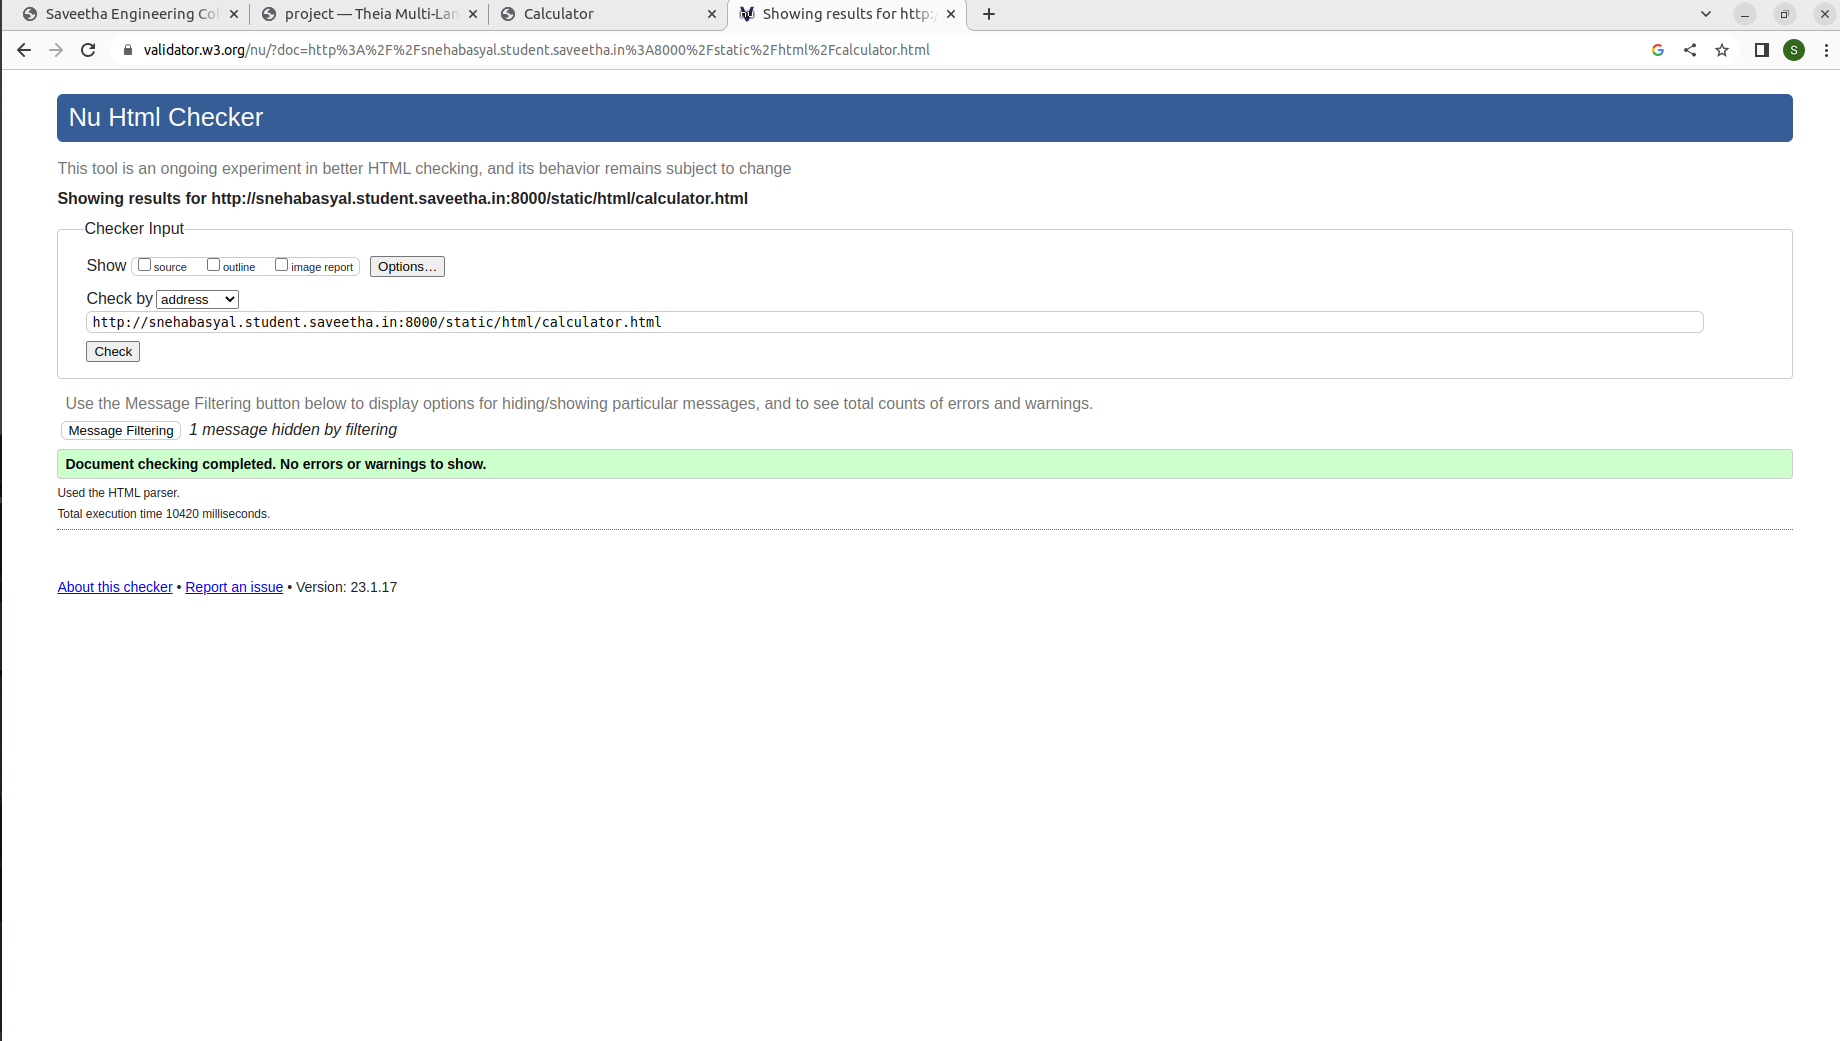 Saveetha Engineering Col
project — Theia Multi-Lan
Calculator
Showing results for http:/
validator.w3.org/nu/?doc=http%3A%2F%2Fsnehabasyal.student.saveetha.in%3A8000%2Fstatic%2Fhtml%2Fcalculator.html
S
Nu Html Checker
This tool is an ongoing experiment in better HTML checking, and its behavior remains subject to change
Showing results for http://snehabasyal.student.saveetha.in:8000/static/html/calculator.html
Checker Input
Show source outline image report Options…
Check by address
http://snehabasyal.student.saveetha.in:8000/static/html/calculator.html
Check
Use the Message Filtering button below to display options for hiding/showing particular messages, and to see total counts of errors and warnings.
Message Filtering 1 message hidden by filtering
Document checking completed. No errors or warnings to show.
Used the HTML parser.
Total execution time 10420 milliseconds.
About this checker • Report an issue • Version: 23.1.17